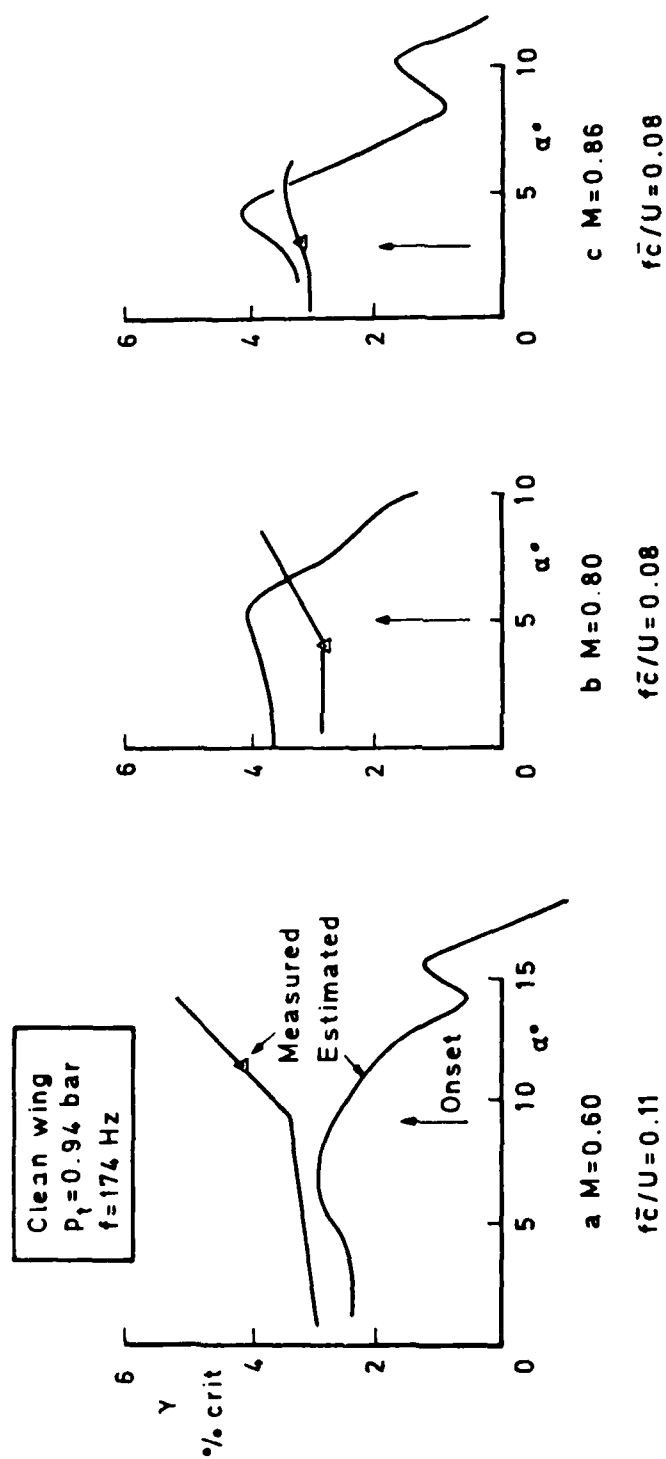 Clean wing
Pt=0.94 bar
f=174 Hz
6
γ
% crit
4
2
0
Measured
Estimated
Onset
5
10
15
α°
a M=0.60
fc̄/U=0.11
6
4
2
0
5
10
α°
b M=0.80
fc̄/U=0.08
6
4
2
0
5
10
α°
c M=0.86
fc̄/U=0.08